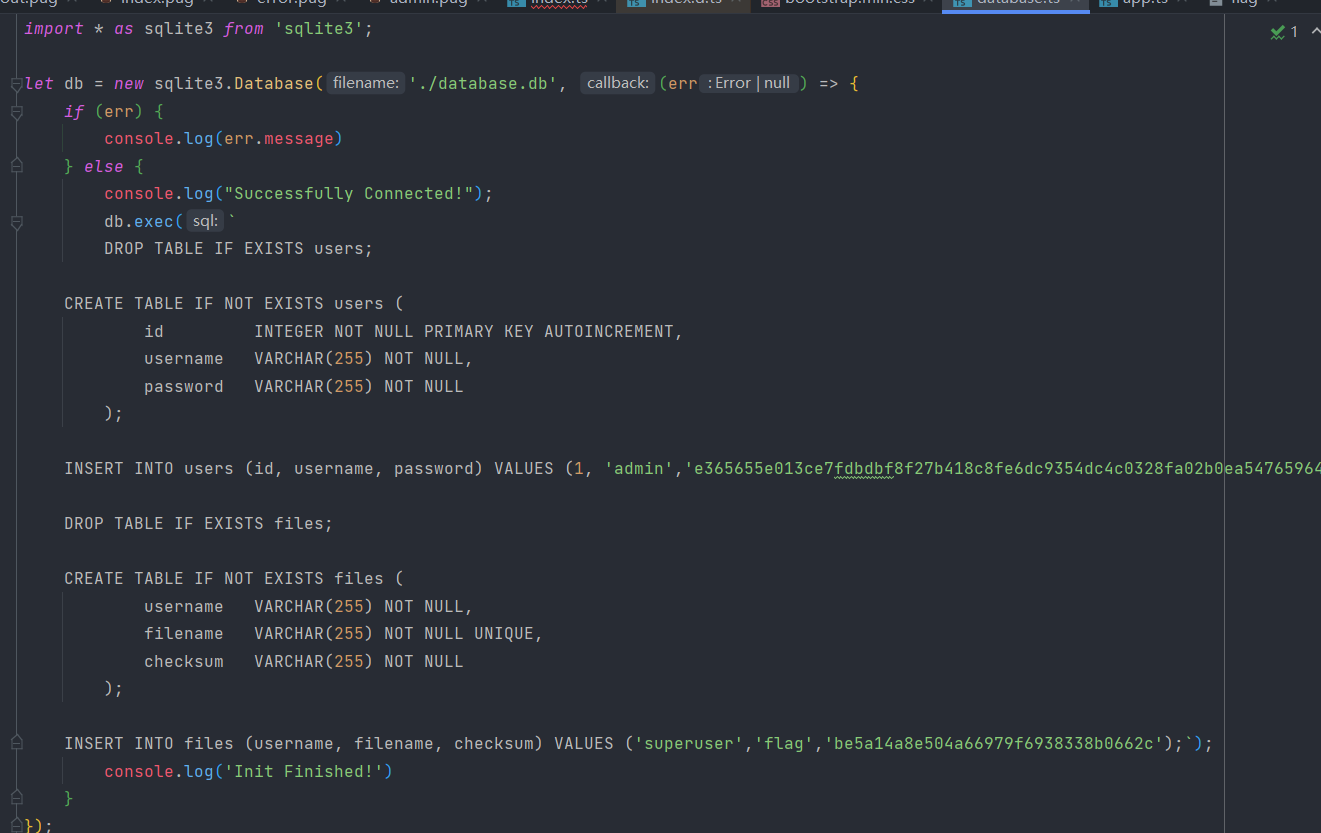 index.pug error.pug admin.pug index.ts index.d.ts bootstrap.min.css database.ts app.ts flag
import * as sqlite3 from 'sqlite3';
1
let db = new sqlite3.Database( filename: './database.db', callback: (err : Error | null ) => {
if (err) {
console.log(err.message)
} else {
console.log("Successfully Connected!");
db.exec( sql: `
DROP TABLE IF EXISTS users;
CREATE TABLE IF NOT EXISTS users (
id INTEGER NOT NULL PRIMARY KEY AUTOINCREMENT,
username VARCHAR(255) NOT NULL,
password VARCHAR(255) NOT NULL
);
INSERT INTO users (id, username, password) VALUES (1, 'admin','e365655e013ce7fdbdbf8f27b418c8fe6dc9354dc4c0328fa02b0ea54765964
DROP TABLE IF EXISTS files;
CREATE TABLE IF NOT EXISTS files (
username VARCHAR(255) NOT NULL,
filename VARCHAR(255) NOT NULL UNIQUE,
checksum VARCHAR(255) NOT NULL
);
INSERT INTO files (username, filename, checksum) VALUES ('superuser','flag','be5a14a8e504a66979f6938338b0662c');`);
console.log('Init Finished!')
}
});